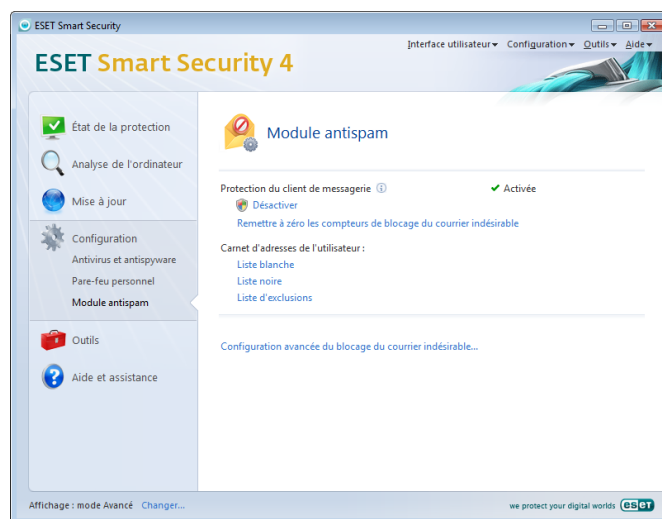 ESET Smart Security
Interface utilisateur Configuration Outils Aide
ESET Smart Security 4
État de la protection
Analyse de l'ordinateur
Mise à jour
Configuration
Antivirus et antispyware
Pare-feu personnel
Module antispam
Outils
Aide et assistance
Module antispam
Protection du client de messagerie
Activée
Désactiver
Remettre à zéro les compteurs de blocage du courrier indésirable
Carnet d'adresses de l'utilisateur :
Liste blanche
Liste noire
Liste d'exclusions
Configuration avancée du blocage du courrier indésirable...
Affichage : mode Avancé Changer...
we protect your digital worlds eset